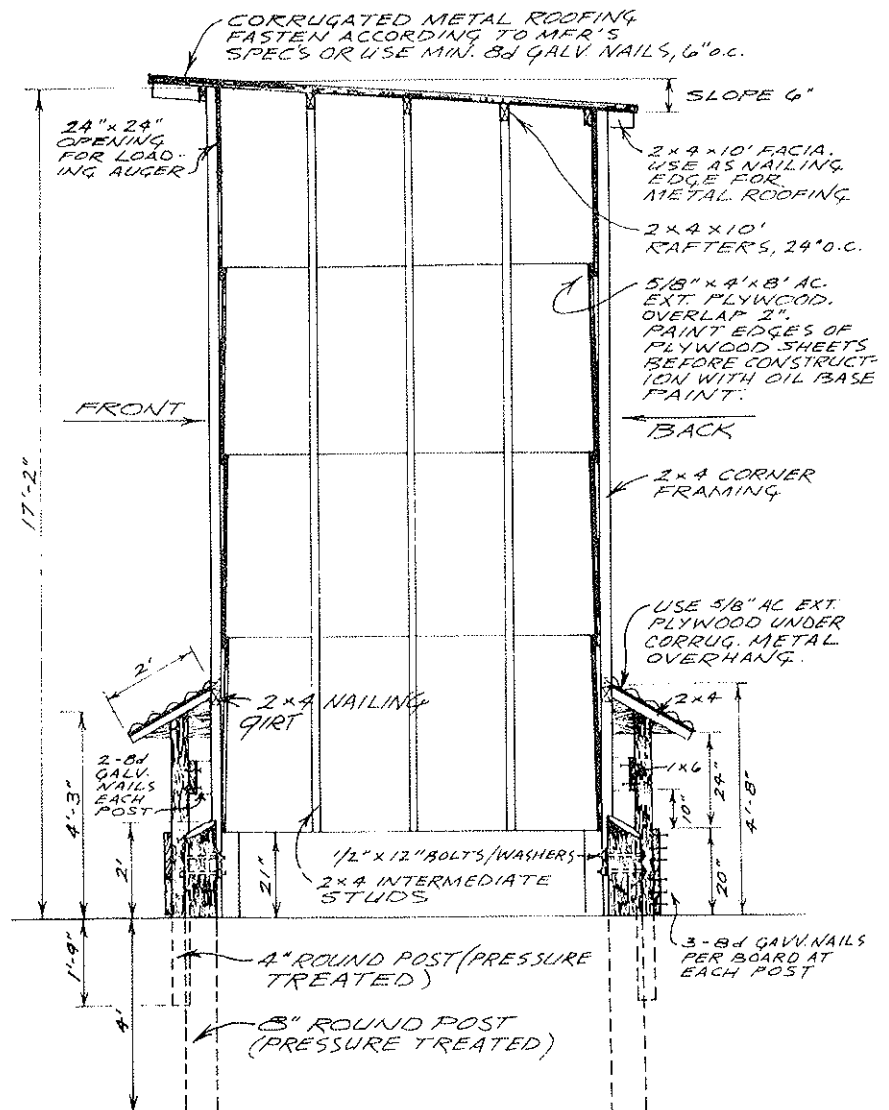 CORRUGATED METAL ROOFING
FASTEN ACCORDING TO MFR'S
SPEC'S OR USE MIN. 8d GALV. NAILS, 6" o.c.
SLOPE 6"
24" x 24"
OPENING
FOR LOAD-
ING AUGER
2 x 4 x 10' FACIA.
USE AS NAILING
EDGE FOR
METAL ROOFING
2 x 4 x 10'
RAFTERS, 24" o.c.
5/8" x 4' x 8' AC.
EXT. PLYWOOD.
OVERLAP 2".
PAINT EDGES OF
PLYWOOD SHEETS
BEFORE CONSTRUCT-
ION WITH OIL BASE
PAINT.
FRONT
BACK
17'-2"
2 x 4 CORNER
FRAMING
USE 5/8" AC EXT.
PLYWOOD UNDER
CORRUG. METAL
OVERHANG.
2'
2 x 4 NAILING
GIRT
2 x 4
2-8d
GALV.
NAILS
EACH
POST
1 x 6
4'-3"
24"
10"
4'-8"
2'
21"
20"
1/2" x 12" BOLTS/WASHERS
2 x 4 INTERMEDIATE
STUDS
3-8d GAVV. NAILS
PER BOARD AT
EACH POST
1'-9"
4" ROUND POST (PRESSURE
TREATED)
4'
8" ROUND POST
(PRESSURE TREATED)